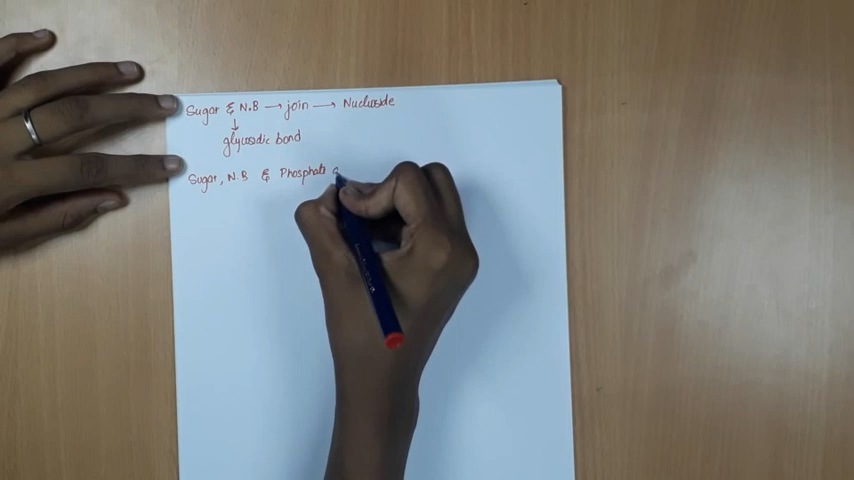 Sugar & N.B → join → Nucleoside
↓
glycosidic bond
Sugar, N.B & Phosphate